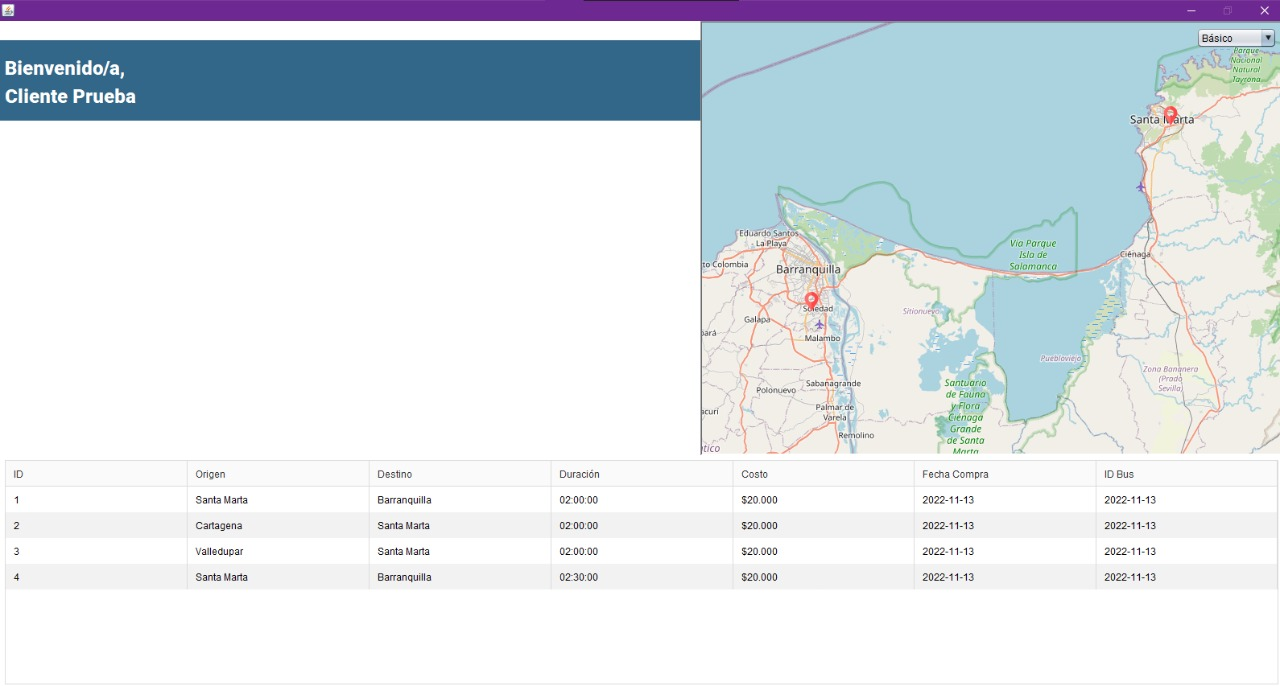 Bienvenido/a,
Cliente Prueba
Básico
Parque
Nacional
Natural
Tayrona
Santa Marta
Eduardo Santos
La Playa
to Colombia
Barranquilla
Vía Parque
Isla de
Salamanca
Ciénaga
Soledad
Sitionuevo
Galapa
Malambo
Puebloviejo
Zona Bananera
(Prado
Sevilla)
Polonuevo
Sabanagrande
Palmar de
Varela
Remolino
Santuario
de Fauna
y Flora
Ciénaga
Grande
de Santa
Marta
ID Origen Destino Duración Costo Fecha Compra ID Bus
1 Santa Marta Barranquilla 02:00:00 $20.000 2022-11-13 2022-11-13
2 Cartagena Santa Marta 02:00:00 $20.000 2022-11-13 2022-11-13
3 Valledupar Santa Marta 02:00:00 $20.000 2022-11-13 2022-11-13
4 Santa Marta Barranquilla 02:30:00 $20.000 2022-11-13 2022-11-13